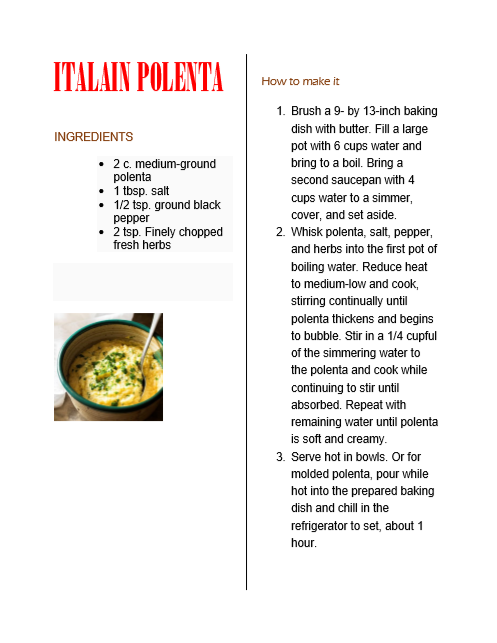 ITALAIN POLENTA
INGREDIENTS
• 2 c. medium-ground
polenta
• 1 tbsp. salt
• 1/2 tsp. ground black
pepper
• 2 tsp. Finely chopped
fresh herbs
How to make it
1. Brush a 9- by 13-inch baking
dish with butter. Fill a large
pot with 6 cups water and
bring to a boil. Bring a
second saucepan with 4
cups water to a simmer,
cover, and set aside.
2. Whisk polenta, salt, pepper,
and herbs into the first pot of
boiling water. Reduce heat
to medium-low and cook,
stirring continually until
polenta thickens and begins
to bubble. Stir in a 1/4 cupful
of the simmering water to
the polenta and cook while
continuing to stir until
absorbed. Repeat with
remaining water until polenta
is soft and creamy.
3. Serve hot in bowls. Or for
molded polenta, pour while
hot into the prepared baking
dish and chill in the
refrigerator to set, about 1
hour.